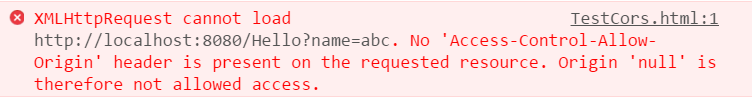 XMLHttpRequest cannot load TestCors.html:1
http://localhost:8080/Hello?name=abc. No 'Access-Control-Allow-
Origin' header is present on the requested resource. Origin 'null' is
therefore not allowed access.